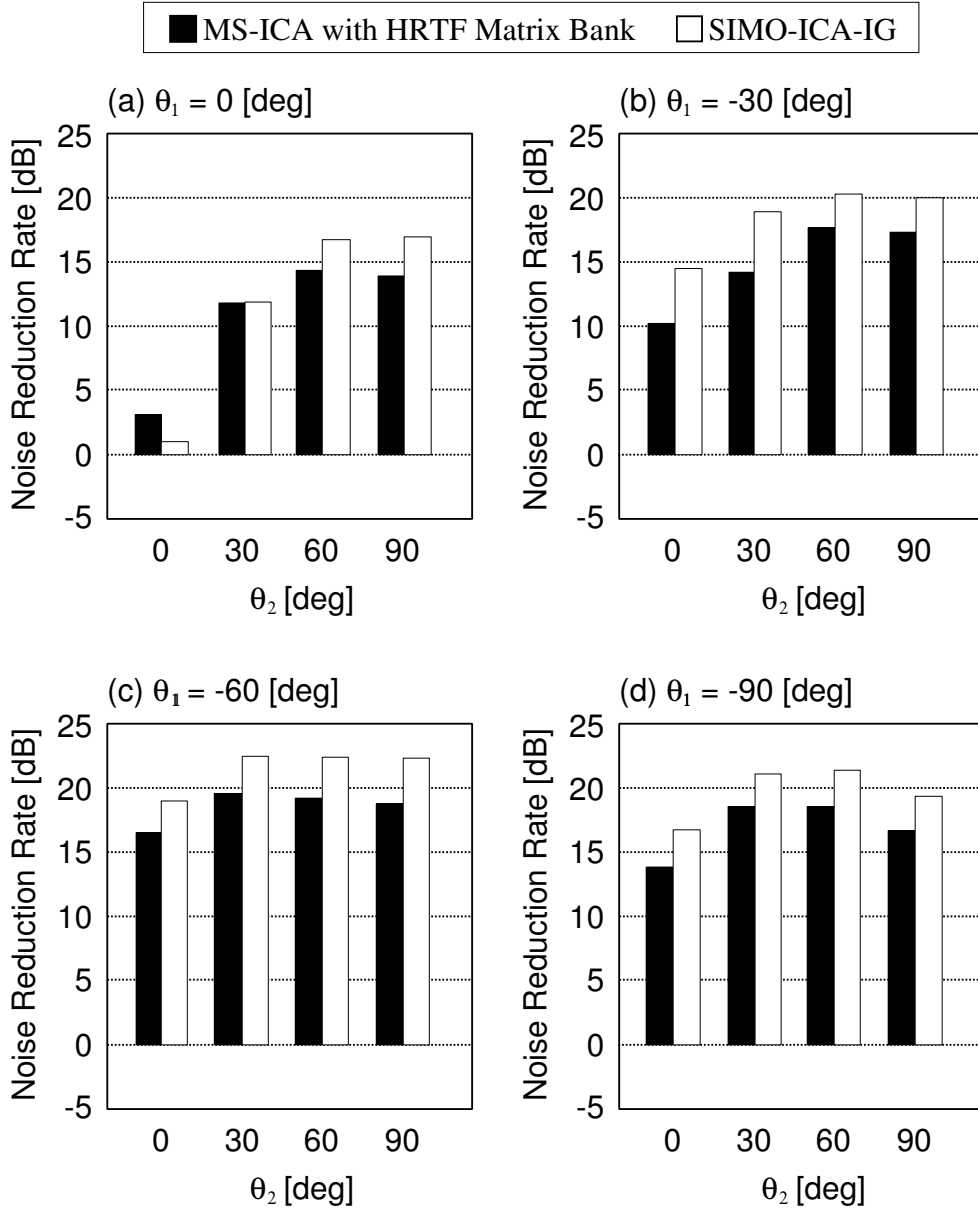 MS-ICA with HRTF Matrix Bank SIMO-ICA-IG
(a) θ1 = 0 [deg]
Noise Reduction Rate [dB]
25
20
15
10
5
0
-5
0 30 60 90
θ2 [deg]
(b) θ1 = -30 [deg]
Noise Reduction Rate [dB]
25
20
15
10
5
0
-5
0 30 60 90
θ2 [deg]
(c) θ1 = -60 [deg]
Noise Reduction Rate [dB]
25
20
15
10
5
0
-5
0 30 60 90
θ2 [deg]
(d) θ1 = -90 [deg]
Noise Reduction Rate [dB]
25
20
15
10
5
0
-5
0 30 60 90
θ2 [deg]